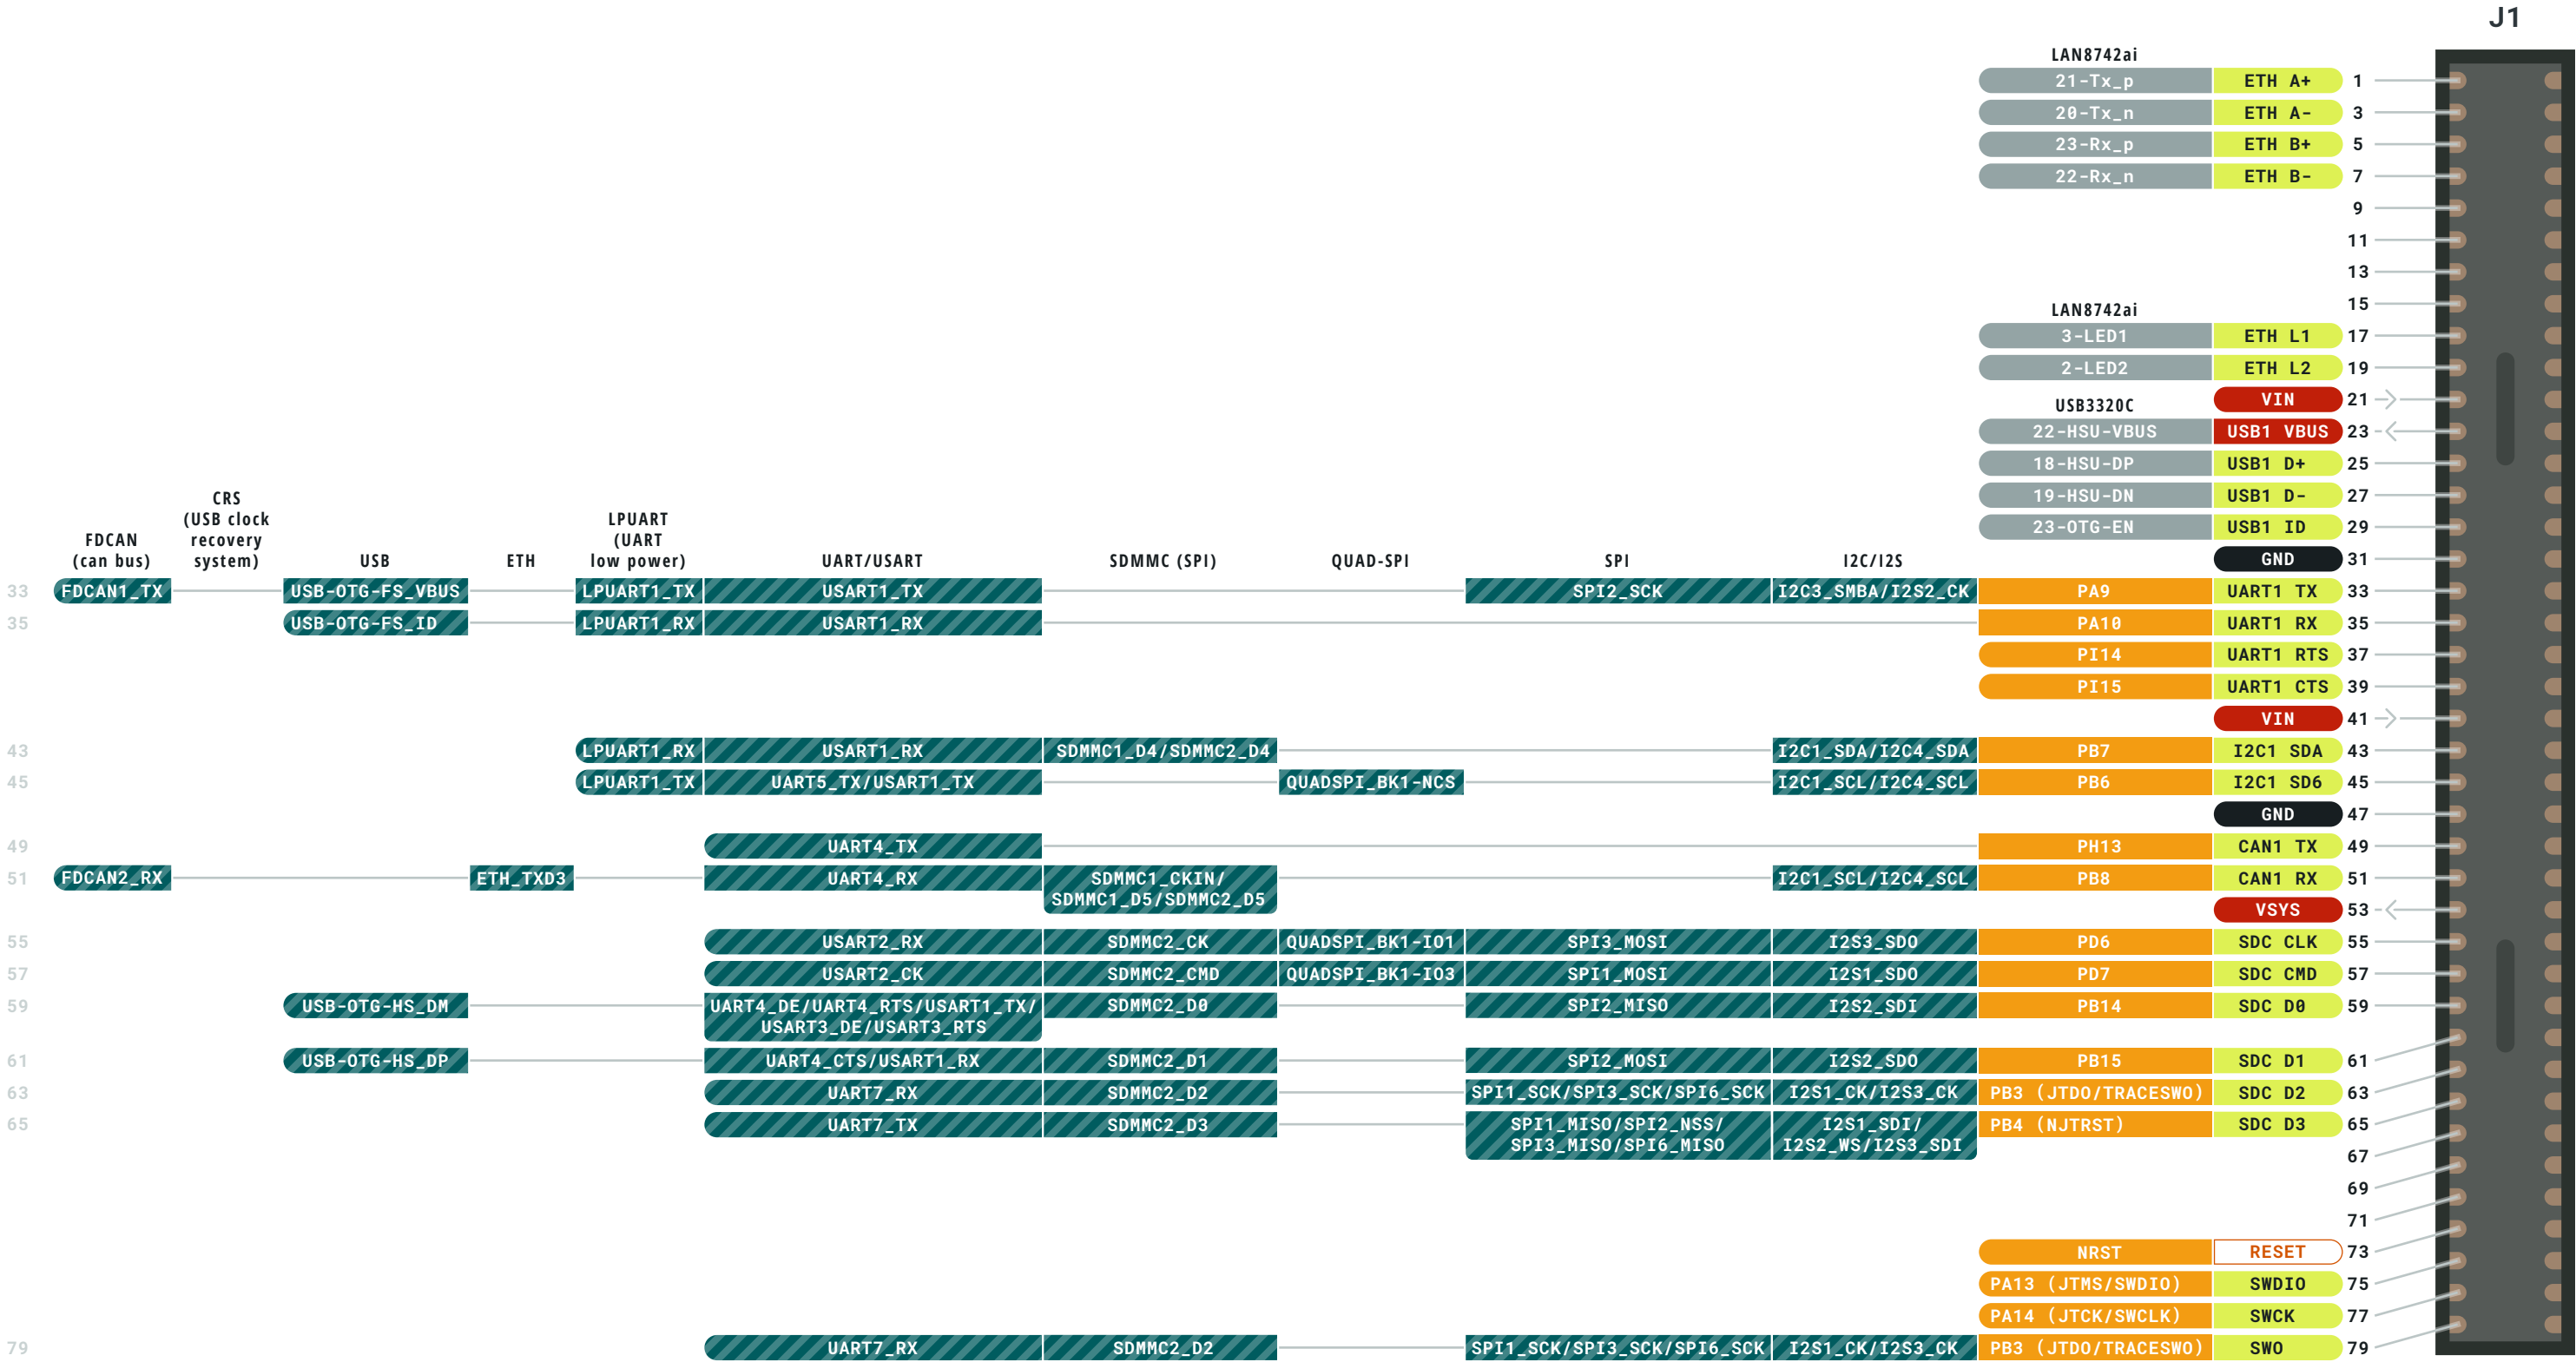 J1
LAN8742ai
21-Tx_p ETH A+ 1
20-Tx_n ETH A- 3
23-Rx_p ETH B+ 5
22-Rx_n ETH B- 7
9
11
13
15
LAN8742ai
3-LED1 ETH L1 17
2-LED2 ETH L2 19
VIN 21
USB3320C
22-HSU-VBUS USB1 VBUS 23
18-HSU-DP USB1 D+ 25
19-HSU-DN USB1 D- 27
23-OTG-EN USB1 ID 29
GND 31
FDCAN
(can bus)
CRS
(USB clock
recovery
system)
USB
ETH
LPUART
(UART
low power)
UART/USART
SDMMC (SPI)
QUAD-SPI
SPI
I2C/I2S
33 FDCAN1_TX USB-OTG-FS_VBUS LPUART1_TX USART1_TX SPI2_SCK I2C3_SMBA/I2S2_CK PA9 UART1 TX 33
35 USB-OTG-FS_ID LPUART1_RX USART1_RX PA10 UART1 RX 35
PI14 UART1 RTS 37
PI15 UART1 CTS 39
VIN 41
43 LPUART1_RX USART1_RX SDMMC1_D4/SDMMC2_D4 I2C1_SDA/I2C4_SDA PB7 I2C1 SDA 43
45 LPUART1_TX UART5_TX/USART1_TX QUADSPI_BK1-NCS I2C1_SCL/I2C4_SCL PB6 I2C1 SD6 45
GND 47
49 UART4_TX PH13 CAN1 TX 49
51 FDCAN2_RX ETH_TXD3 UART4_RX SDMMC1_CKIN/ I2C1_SCL/I2C4_SCL PB8 CAN1 RX 51
SDMMC1_D5/SDMMC2_D5
VSYS 53
55 USART2_RX SDMMC2_CK QUADSPI_BK1-IO1 SPI3_MOSI I2S3_SDO PD6 SDC CLK 55
57 USART2_CK SDMMC2_CMD QUADSPI_BK1-IO3 SPI1_MOSI I2S1_SDO PD7 SDC CMD 57
59 USB-OTG-HS_DM UART4_DE/UART4_RTS/USART1_TX/ SDMMC2_D0 SPI2_MISO I2S2_SDI PB14 SDC D0 59
USART3_DE/USART3_RTS
61 USB-OTG-HS_DP UART4_CTS/USART1_RX SDMMC2_D1 SPI2_MOSI I2S2_SDO PB15 SDC D1 61
63 UART7_RX SDMMC2_D2 SPI1_SCK/SPI3_SCK/SPI6_SCK I2S1_CK/I2S3_CK PB3 (JTDO/TRACESWO) SDC D2 63
65 UART7_TX SDMMC2_D3 SPI1_MISO/SPI2_NSS/ I2S1_SDI/ PB4 (NJTRST) SDC D3 65
SPI3_MISO/SPI6_MISO I2S2_WS/I2S3_SDI
67
69
71
NRST RESET 73
PA13 (JTMS/SWDIO) SWDIO 75
PA14 (JTCK/SWCLK) SWCK 77
79 UART7_RX SDMMC2_D2 SPI1_SCK/SPI3_SCK/SPI6_SCK I2S1_CK/I2S3_CK PB3 (JTDO/TRACESWO) SWO 79